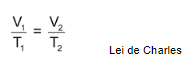 V₁/T₁ = V₂/T₂
Lei de Charles